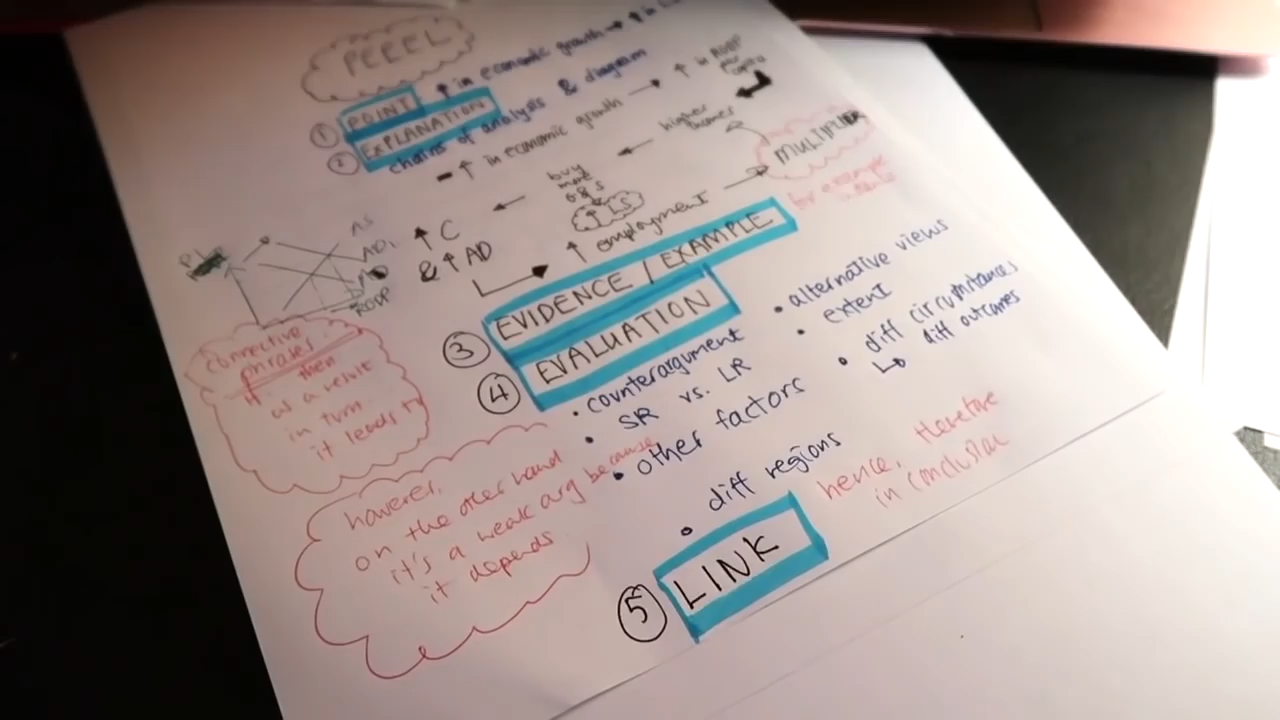 PEEEL
① POINT ↑ in economic growth → ↑ in
② EXPLANATION
chains of analysis & diagram
- ↑ in economic growth → ↑ in RGDP per capita
higher incomes
MULTIPLIER
buy more g & s
↑ C
& ↑ AD
↑ LS
↑ employment
for example
AS
AD1
AD
RGDP
③ EVIDENCE / EXAMPLE
④ EVALUATION
• counterargument
• SR vs. LR
• other factors
• diff regions
• alternative views
• extent
• diff circumstances
↳ diff outcomes
connective phrases:
if then
as a result
in turn
it leads to
however,
on the other hand
it's a weak arg because
it depends
⑤ LINK
hence, therefore
in conclusion